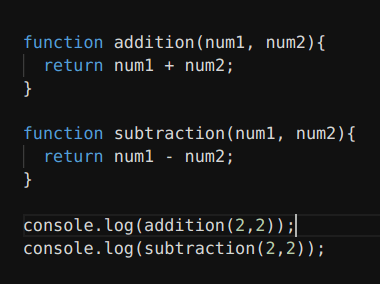 function addition(num1, num2){
  return num1 + num2;
}

function subtraction(num1, num2){
  return num1 - num2;
}

console.log(addition(2,2));
console.log(subtraction(2,2));